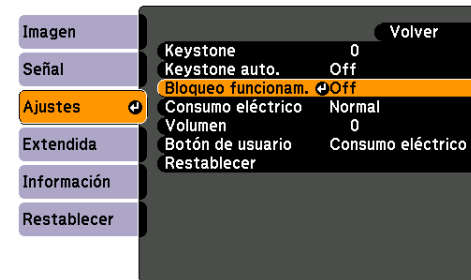 Imagen
Señal
Ajustes
Extendida
Información
Restablecer
Volver
Keystone 0
Keystone auto. Off
Bloqueo funcionam. Off
Consumo eléctrico Normal
Volumen 0
Botón de usuario Consumo eléctrico
Restablecer